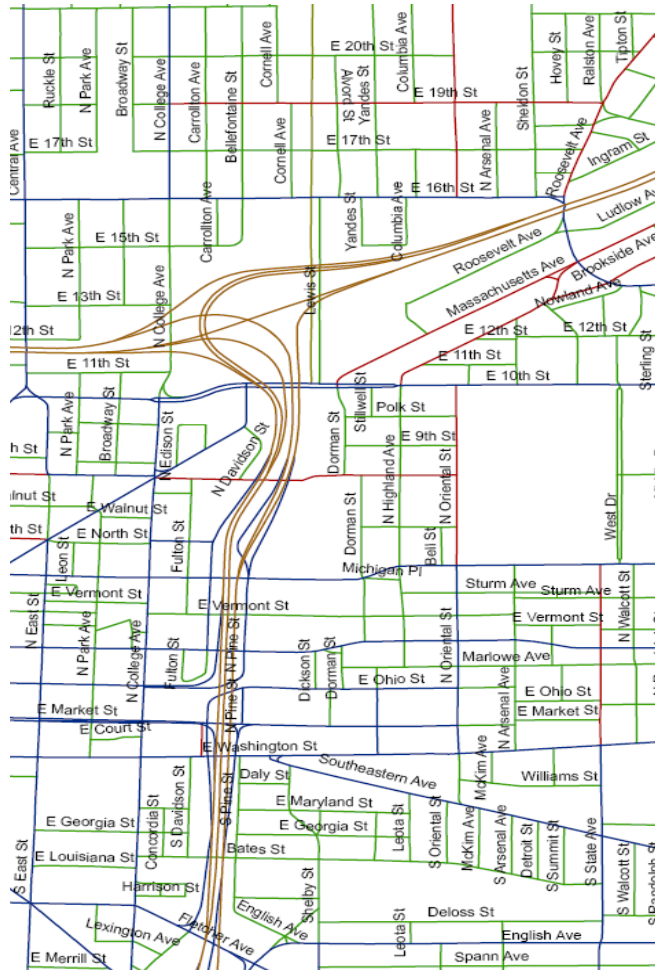 E 20th St
Ruckle St
N Park Ave
Broadway St
N College Ave
Carrollton Ave
Bellefontaine St
Cornell Ave
Alvord St
Yandes St
Columbia Ave
E 19th St
Sheldon St
Hovey St
Ralston Ave
Tipton St
E 17th St
E 17th St
Cornell Ave
N Arsenal Ave
Roosevelt Ave
Ingram St
Central Ave
E 16th St
Ludlow
N Park Ave
E 15th St
Carrollton Ave
Yandes St
Columbia Ave
Roosevelt Ave
Brookside Ave
Massachusetts Ave
Nowland Ave
E 13th St
N College Ave
Lewis St
12th St
E 12th St
E 12th St
E 11th St
E 11th St
E 10th St
Sterling St
N Park Ave
Broadway St
N Edison St
N Davidson St
Stillwell St
Polk St
Dorman St
E 9th St
N Highland Ave
N Oriental St
E Walnut St
West Dr
E North St
Fulton St
Dorman St
Bell St
Leon St
Michigan Pl
Sturm Ave
Sturm Ave
N Walcott St
E Vermont St
E Vermont St
E Vermont St
N East St
N Park Ave
N College Ave
Fulton St
N Pine St
Dickson St
Dorman St
N Oriental St
Marlowe Ave
E Ohio St
E Ohio St
N Arsenal Ave
E Market St
N Pine St
E Market St
E Court St
E Washington St
Southeastern Ave
McKim Ave
Williams St
Daly St
S Pine St
E Maryland St
Concordia St
S Davidson St
E Georgia St
E Georgia St
Leota St
S Oriental St
McKim Ave
S Arsenal Ave
Detroit St
S Summit St
S State Ave
S Walcott St
S Randolph St
Bates St
E Louisiana St
S East St
Harrison St
Shelby St
Lexington Ave
Fletcher Ave
English Ave
Deloss St
Leota St
English Ave
E Merrill St
Spann Ave